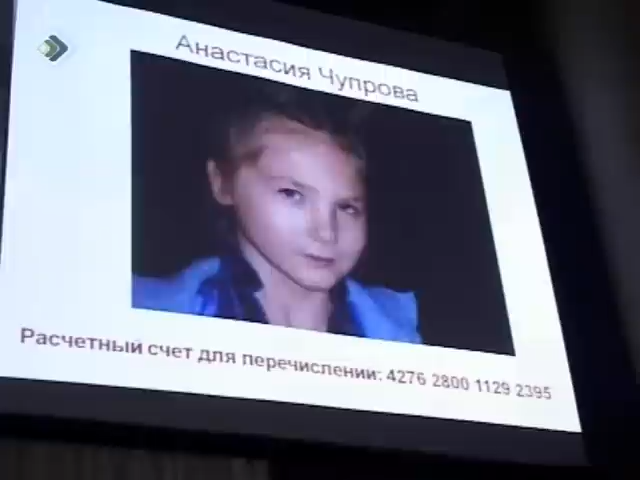 Анастасия Чупрова
Расчетный счет для перечислении: 4276 2800 1129 2395